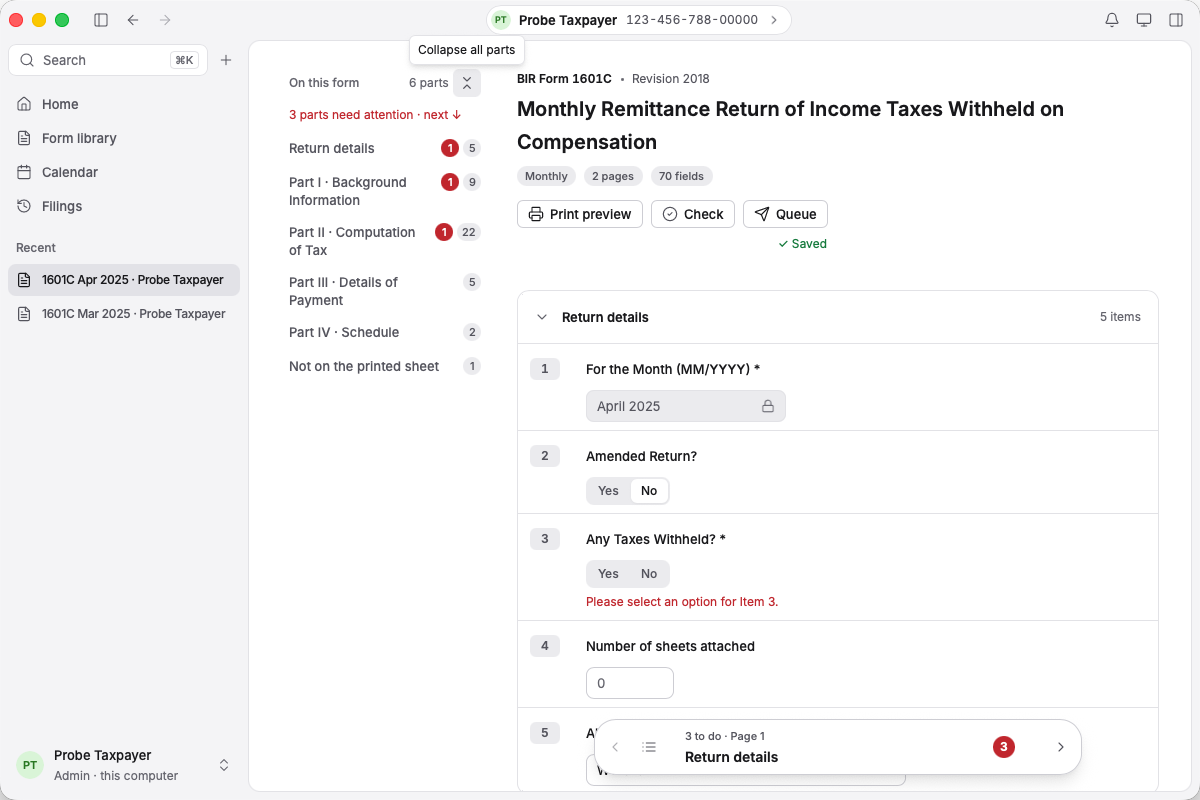 PT Probe Taxpayer 123-456-788-00000
Search ⌘K
Collapse all parts
Home
Form library
Calendar
Filings
Recent
1601C Apr 2025 · Probe Taxpayer
1601C Mar 2025 · Probe Taxpayer
PT Probe Taxpayer
Admin · this computer
On this form 6 parts
3 parts need attention · next ↓
Return details 1 5
Part I · Background 1 9
Information
Part II · Computation 1 22
of Tax
Part III · Details of 5
Payment
Part IV · Schedule 2
Not on the printed sheet 1
BIR Form 1601C • Revision 2018
Monthly Remittance Return of Income Taxes Withheld on
Compensation
Monthly 2 pages 70 fields
Print preview Check Queue
Saved
Return details 5 items
1 For the Month (MM/YYYY) *
April 2025
2 Amended Return?
Yes No
3 Any Taxes Withheld? *
Yes No
Please select an option for Item 3.
4 Number of sheets attached
0
5
3 to do · Page 1
Return details 3